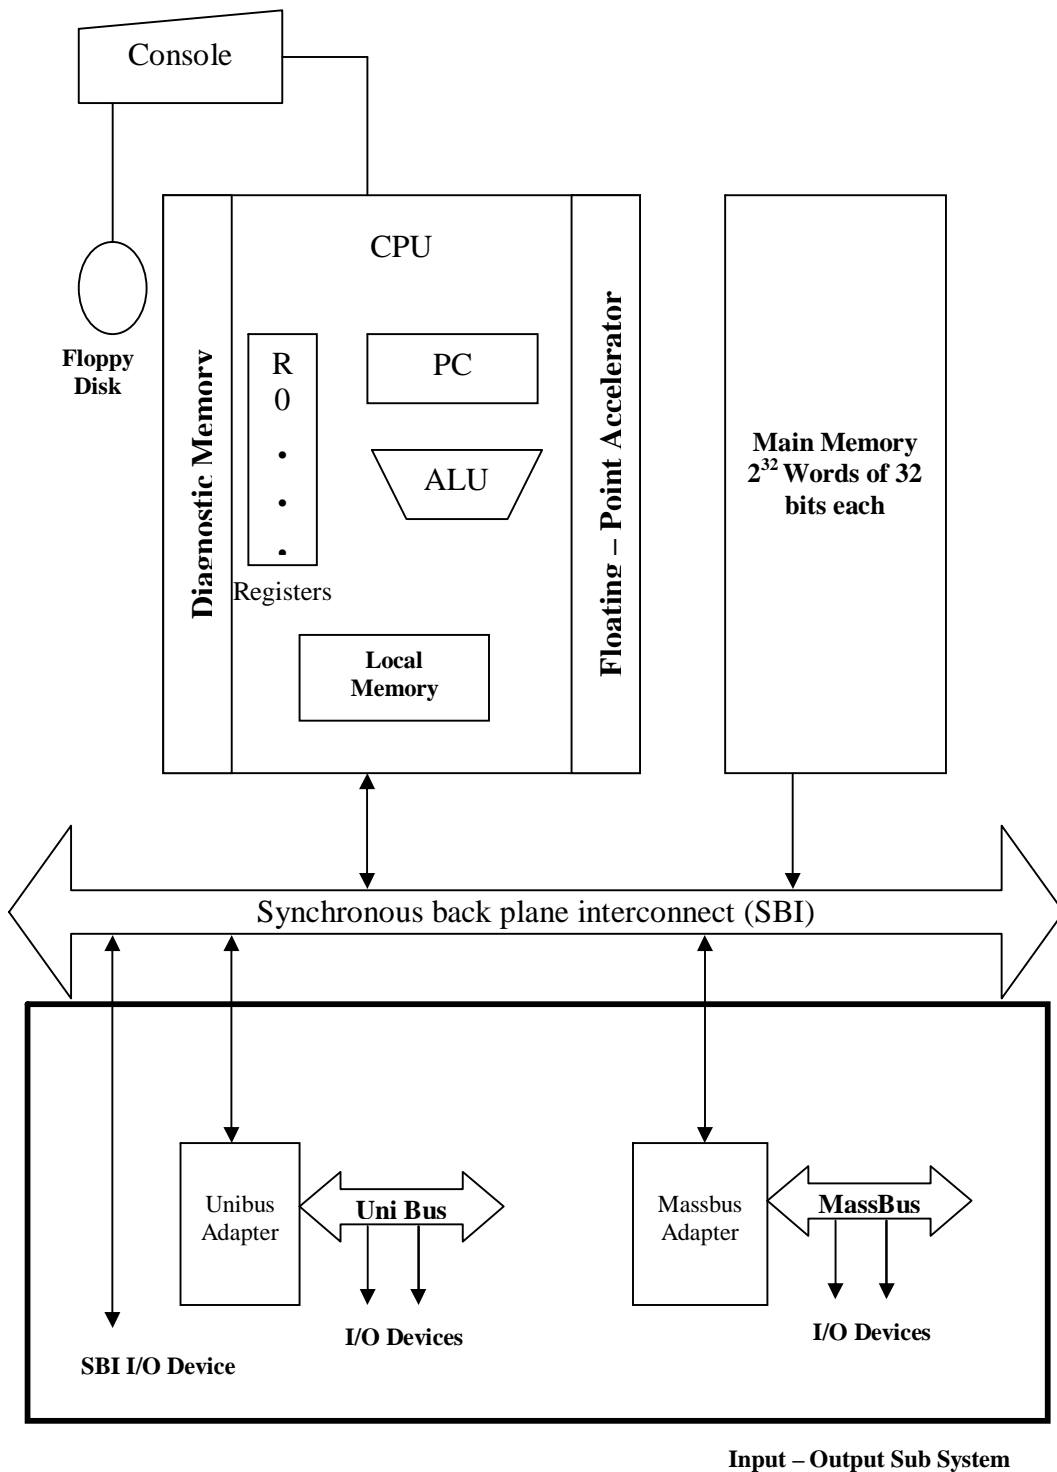 Console
Floppy
Disk
Diagnostic Memory
CPU
R
0
.
.
.
Registers
PC
ALU
Local
Memory
Floating – Point Accelerator
Main Memory
2³² Words of 32
bits each
Synchronous back plane interconnect (SBI)
Unibus
Adapter
Uni Bus
I/O Devices
SBI I/O Device
Massbus
Adapter
MassBus
I/O Devices
Input – Output Sub System